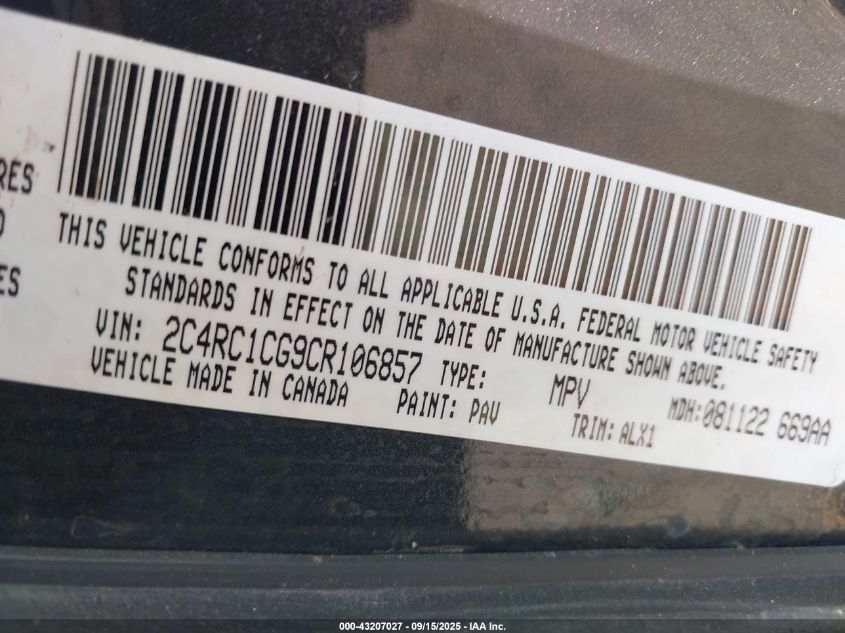 RES
ES
THIS VEHICLE CONFORMS TO ALL APPLICABLE U.S.A. FEDERAL MOTOR VEHICLE SAFETY
STANDARDS IN EFFECT ON THE DATE OF MANUFACTURE SHOWN ABOVE.
VIN: 2C4RC1CG9CR106857 TYPE: MPV MDH:081122 669AA
VEHICLE MADE IN CANADA PAINT: PAV TRIM: ALX1
000-43207027 - 09/15/2025 - IAA Inc.